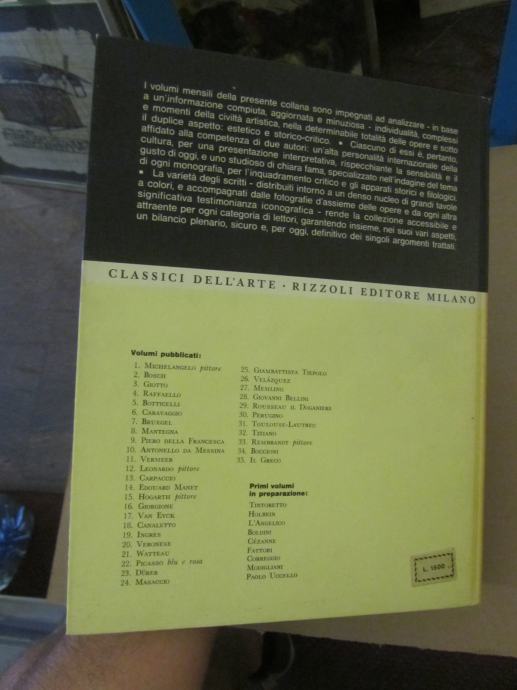 I volumi mensili della presente collana sono impegnati ad analizzare - in base
a un'informazione compiuta, aggiornata e minuziosa - individualità, complessi
e momenti della civiltà artistica, nella determinabile totalità delle opere e sotto
il duplice aspetto: estetico e storico-critico. • Ciascuno di essi è, pertanto,
affidato alla competenza di due autori: un'alta personalità internazionale della
cultura, per una presentazione interpretativa, rispecchiante la sensibilità e il
gusto di oggi, e uno studioso di chiara fama, specializzato nell'indagine del tema
di ogni monografia, per l'inquadramento critico e gli apparati storici e filologici.
• La varietà degli scritti - distribuiti intorno a un denso nucleo di grandi tavole
a colori, e accompagnati dalle fotografie d'assieme delle opere e da ogni altra
significativa testimonianza iconografica - rende la collezione accessibile e
attraente per ogni categoria di lettori, garantendo insieme, nei suoi vari aspetti,
un bilancio plenario, sicuro e, per oggi, definitivo dei singoli argomenti trattati.
CLASSICI DELL'ARTE · RIZZOLI EDITORE MILANO
Volumi pubblicati:
1. MICHELANGELO pittore
2. BOSCH
3. GIOTTO
4. RAFFAELLO
5. BOTTICELLI
6. CARAVAGGIO
7. BRUEGEL
8. MANTEGNA
9. PIERO DELLA FRANCESCA
10. ANTONELLO DA MESSINA
11. VERMEER
12. LEONARDO pittore
13. CARPACCIO
14. EDOUARD MANET
15. HOGARTH pittore
16. GIORGIONE
17. VAN EYCK
18. CANALETTO
19. INGRES
20. VERONESE
21. WATTEAU
22. PICASSO blu e rosa
23. DÜRER
24. MASACCIO
25. GIAMBATTISTA TIEPOLO
26. VELÁZQUEZ
27. MEMLING
28. GIOVANNI BELLINI
29. ROUSSEAU IL DOGANIERE
30. PERUGINO
31. TOULOUSE-LAUTREC
32. TIZIANO
33. REMBRANDT pittore
34. BOCCIONI
35. IL GRECO
Primi volumi
in preparazione:
TINTORETTO
HOLBEIN
L'ANGELICO
BOLDINI
CÉZANNE
FATTORI
CORREGGIO
MODIGLIANI
PAOLO UCCELLO
L. 1500